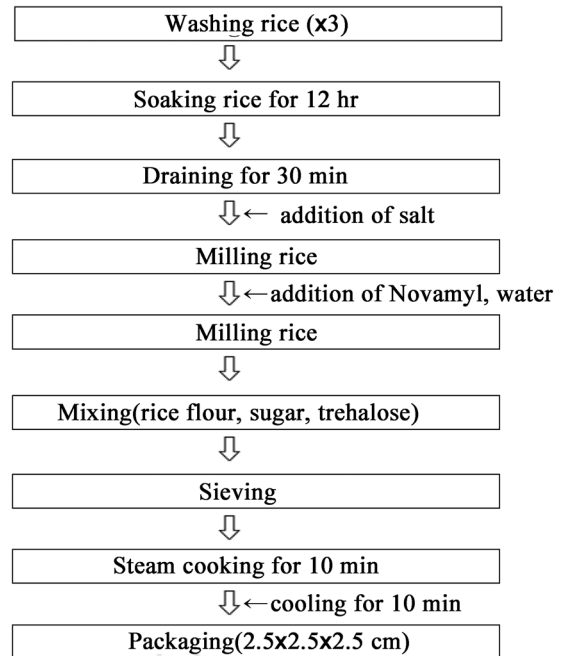 Washing rice (x3)
Soaking rice for 12 hr
Draining for 30 min
addition of salt
Milling rice
addition of Novamyl, water
Milling rice
Mixing(rice flour, sugar, trehalose)
Sieving
Steam cooking for 10 min
cooling for 10 min
Packaging(2.5x2.5x2.5 cm)